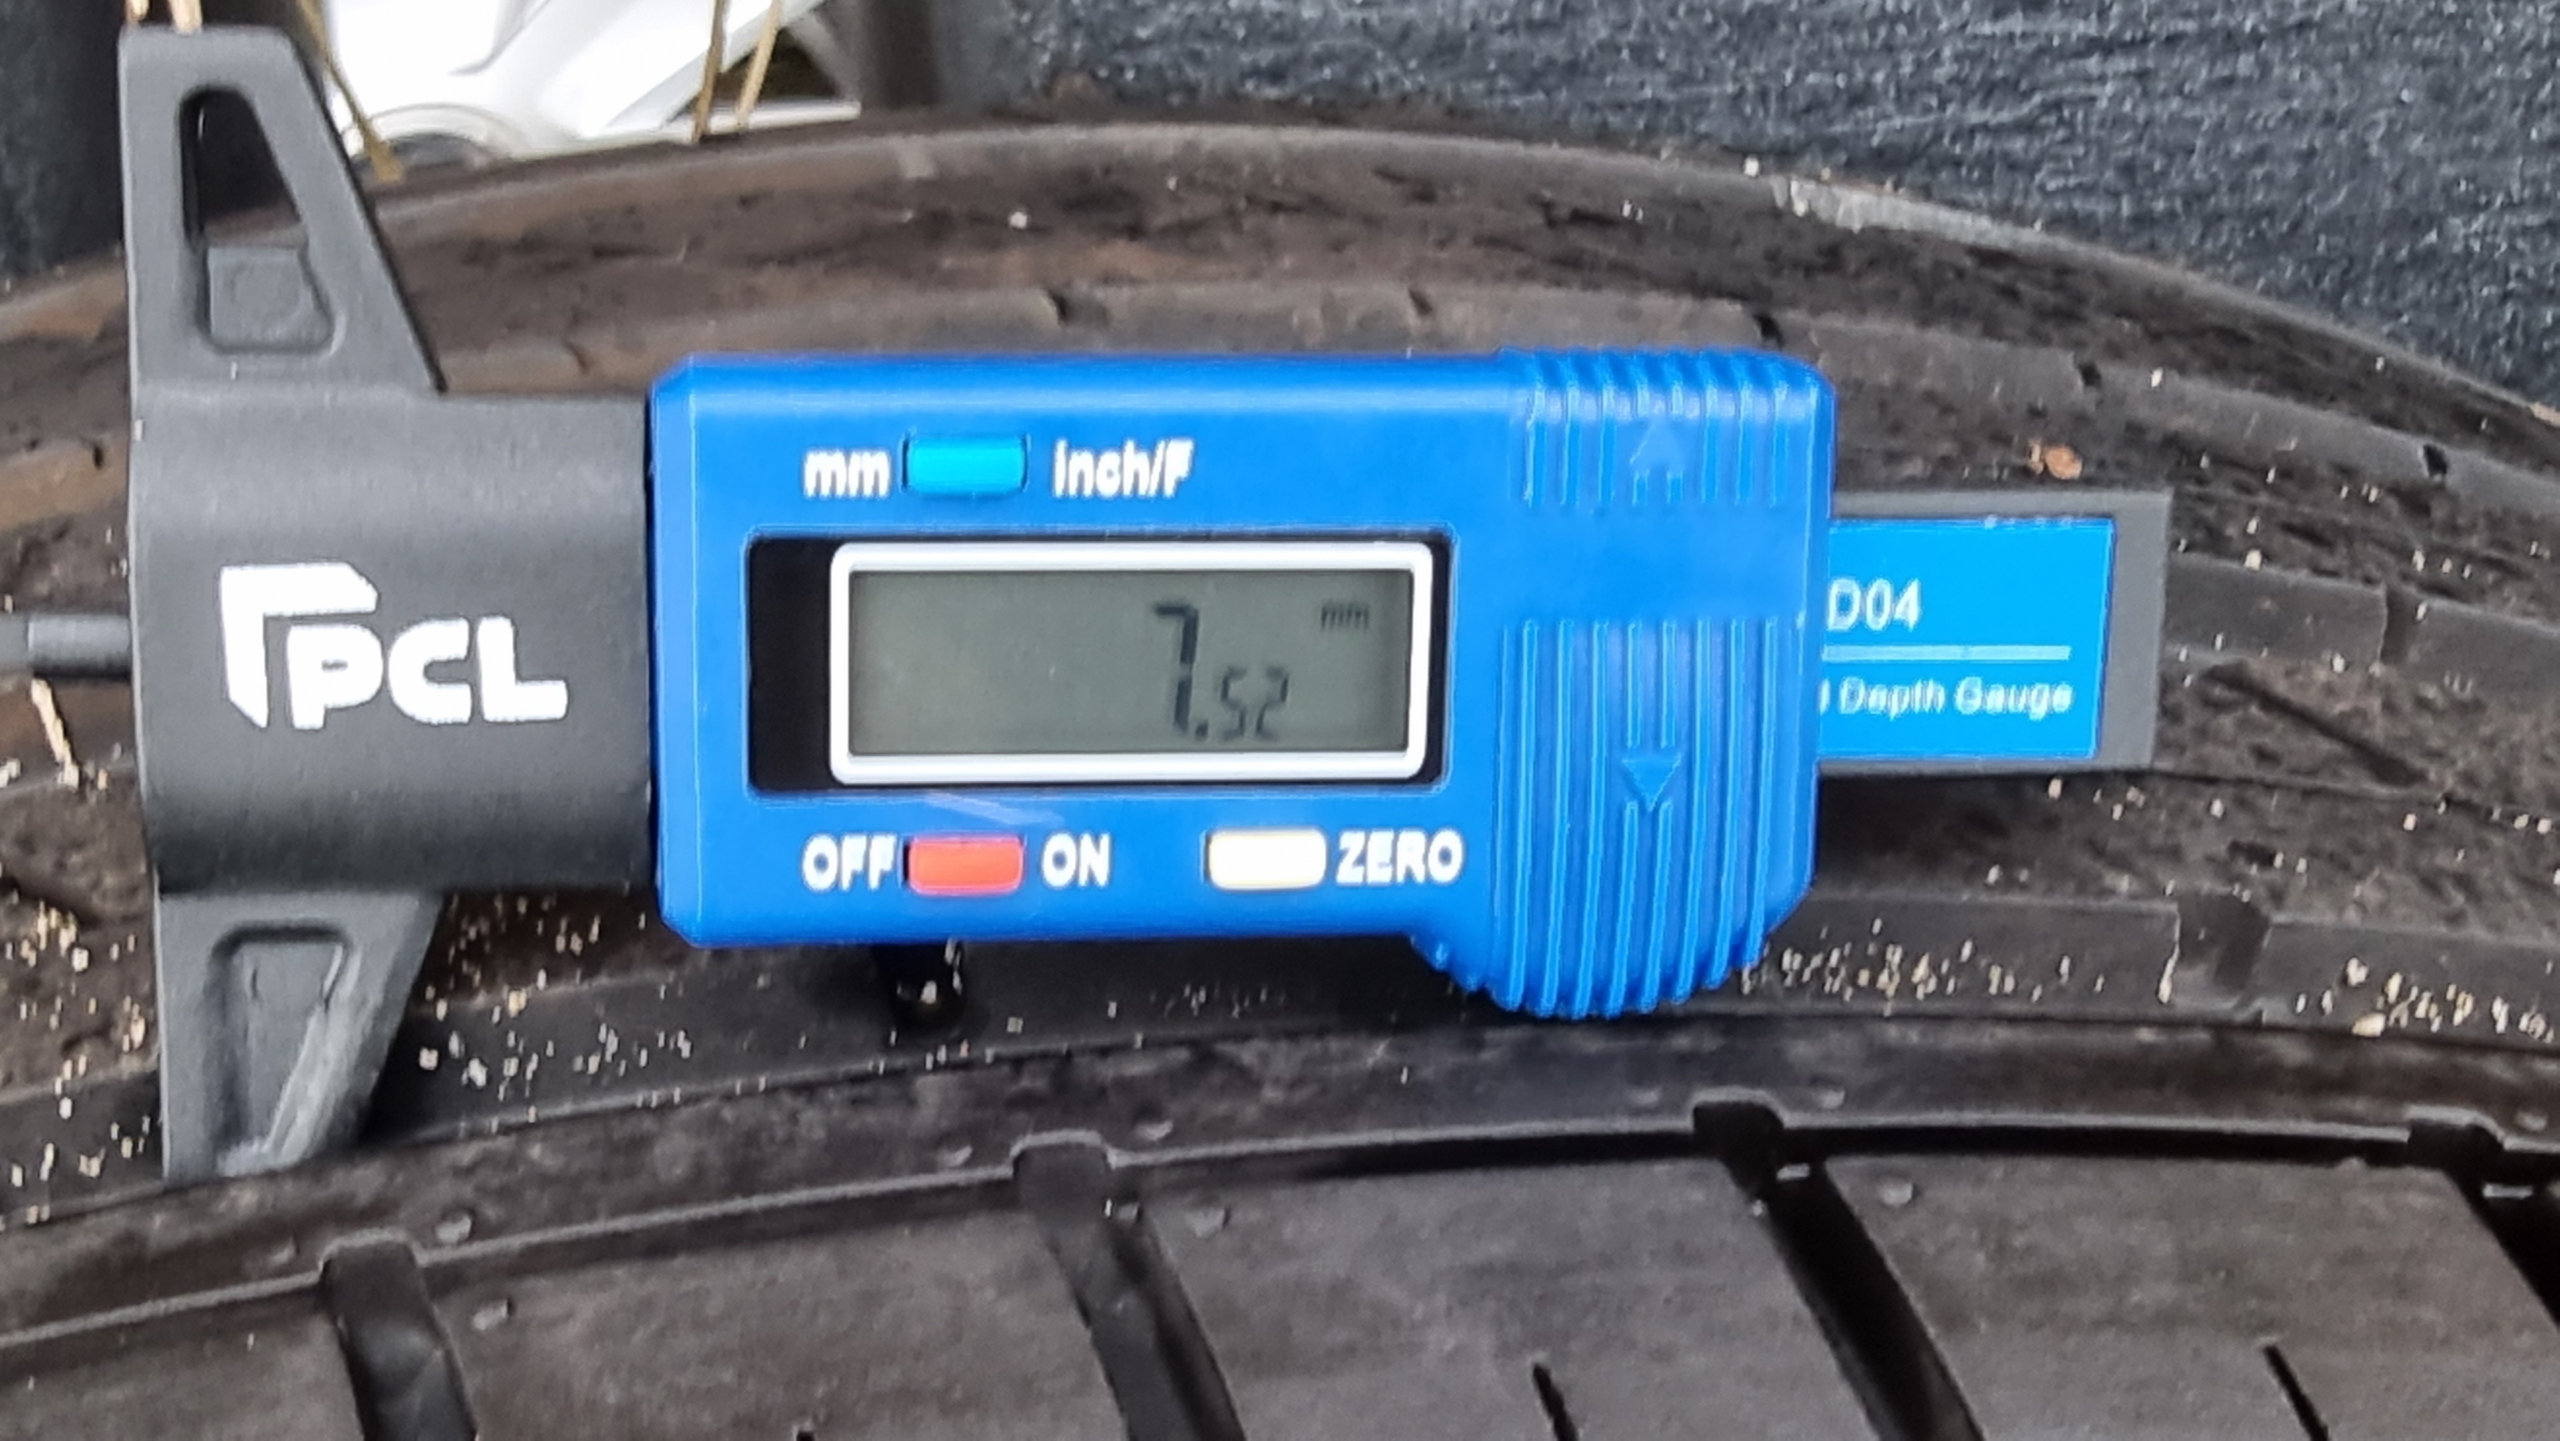 mm inch/F
PCL
7.52 mm
D04
Depth Gauge
OFF ON ZERO